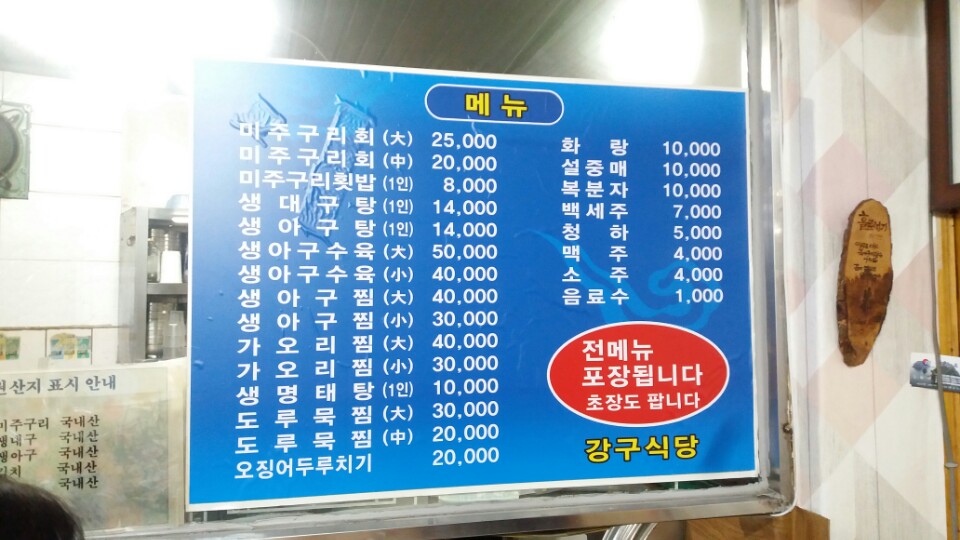 메뉴
미주구리회(大) 25,000
미주구리회(中) 20,000
미주구리횟밥(1인) 8,000
생대구탕(1인) 14,000
생아구탕(1인) 14,000
생아구수육(大) 50,000
생아구수육(小) 40,000
생아구찜(大) 40,000
생아구찜(小) 30,000
가오리찜(大) 40,000
가오리찜(小) 30,000
생명태탕(1인) 10,000
도루묵찜(大) 30,000
도루묵찜(中) 20,000
오징어두루치기 20,000
화랑 10,000
설중매 10,000
복분자 10,000
백세주 7,000
청하 5,000
맥주 4,000
소주 4,000
음료수 1,000
전메뉴
포장됩니다
초장도 팝니다
강구식당
원산지 표시 안내
미주구리 국내산
생대구 국내산
생아구 국내산
김치 국내산
국내산